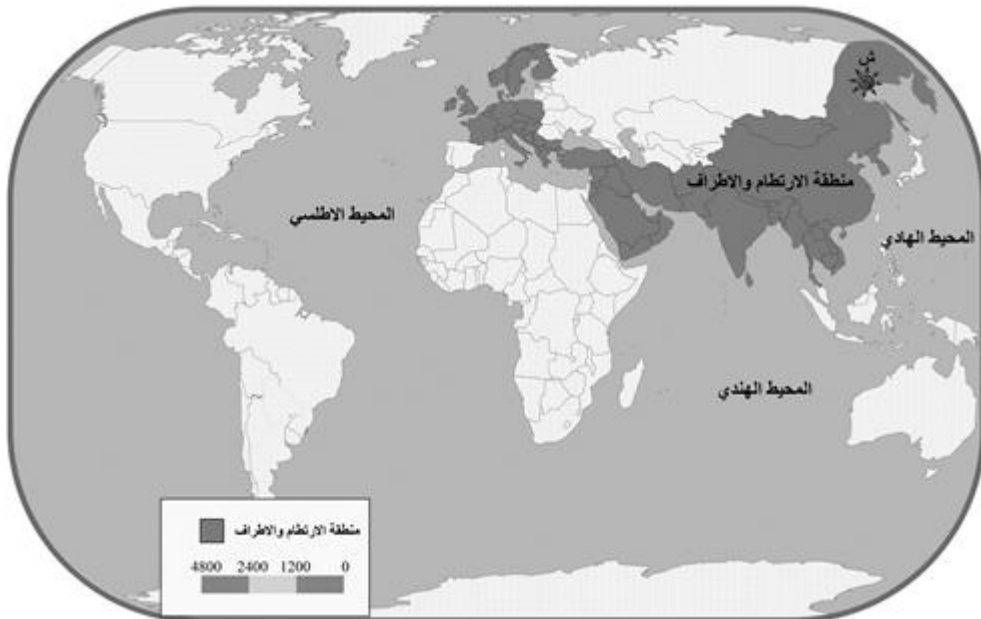 ش
منطقة الارتطام والاطراف
المحيط الاطلسي
المحيط الهادي
المحيط الهندي
منطقة الارتطام والاطراف
4800 2400 1200 0